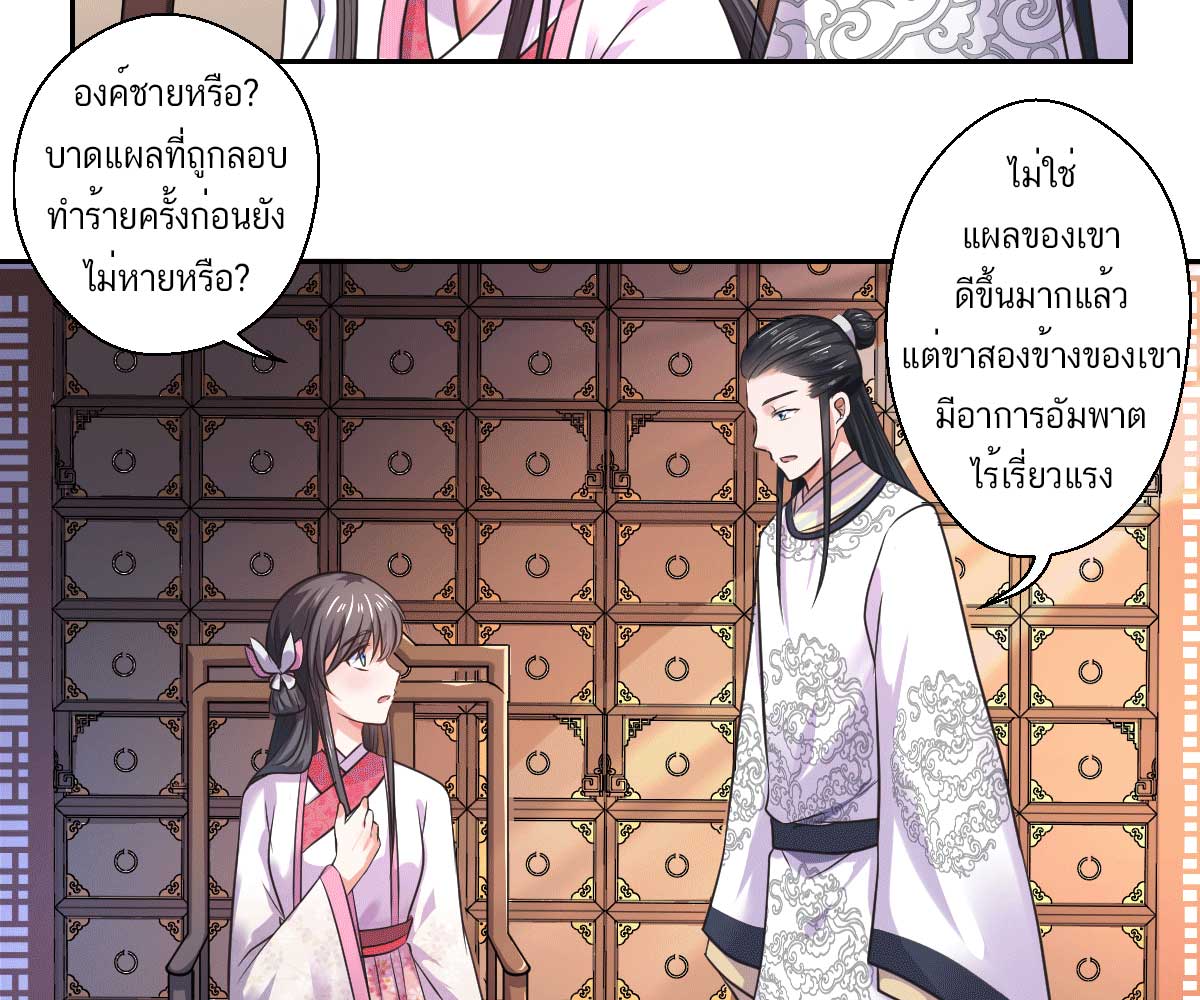 องค์ชายหรือ?
บาดแผลที่ถูกลอบ
ทำร้ายครั้งก่อนยัง
ไม่หายหรือ?
ไม่ใช่
แผลของเขา
ดีขึ้นมากแล้ว
แต่ขาสองข้างของเขา
มีอาการอัมพาต
ไร้เรี่ยวแรง